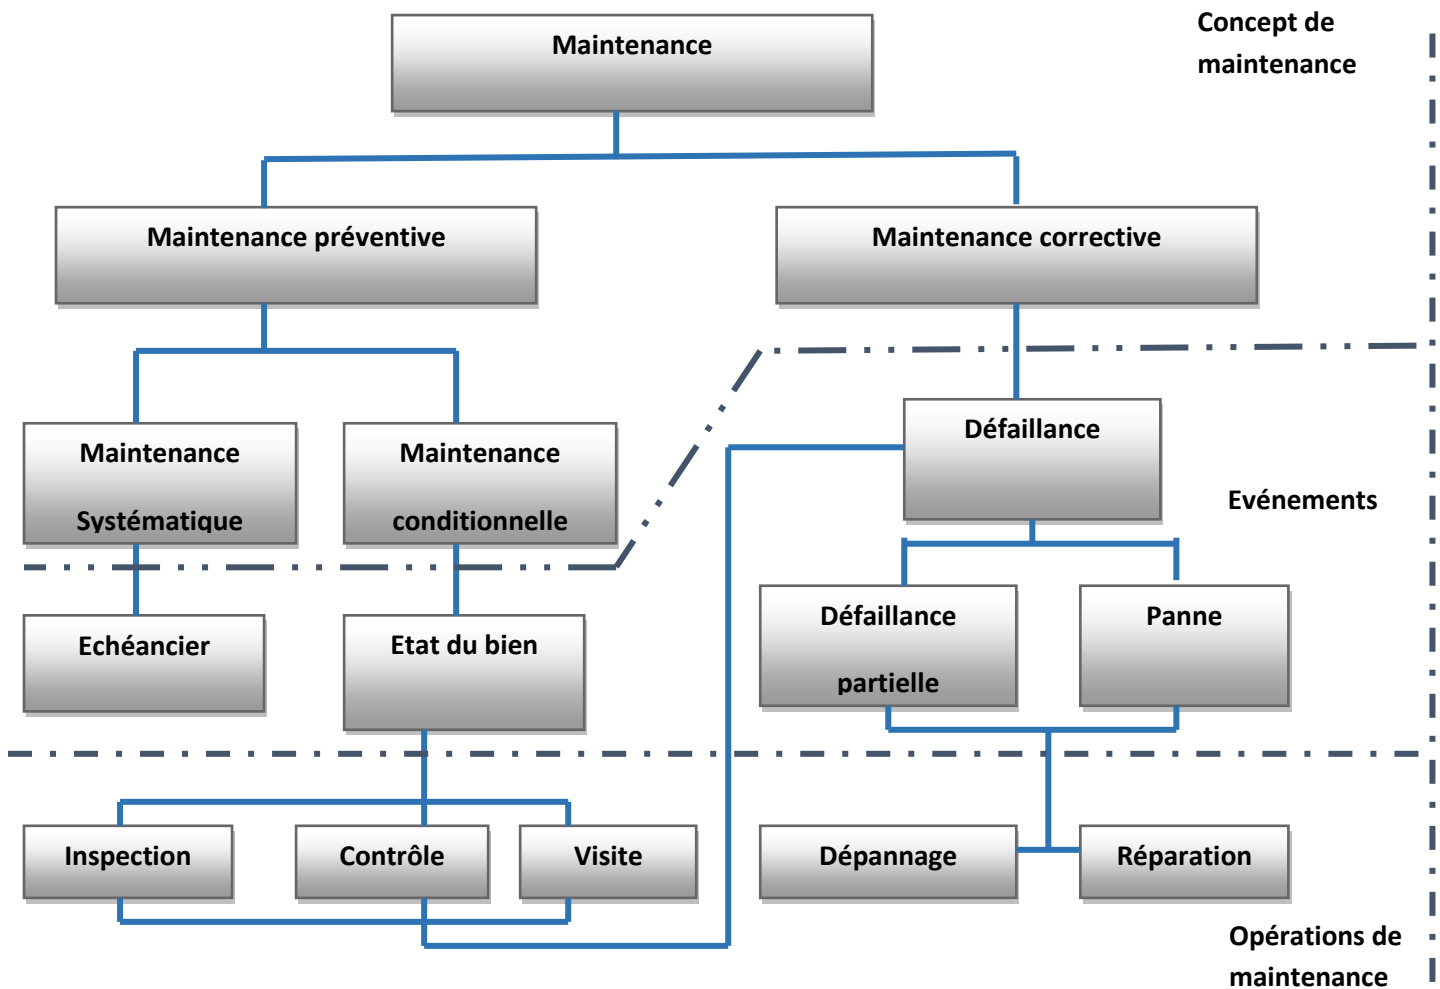 Maintenance
Concept de
maintenance
Maintenance préventive
Maintenance corrective
Maintenance
Systématique
Maintenance
conditionnelle
Défaillance
Evénements
Echéancier
Etat du bien
Défaillance
partielle
Panne
Inspection
Contrôle
Visite
Dépannage
Réparation
Opérations de
maintenance